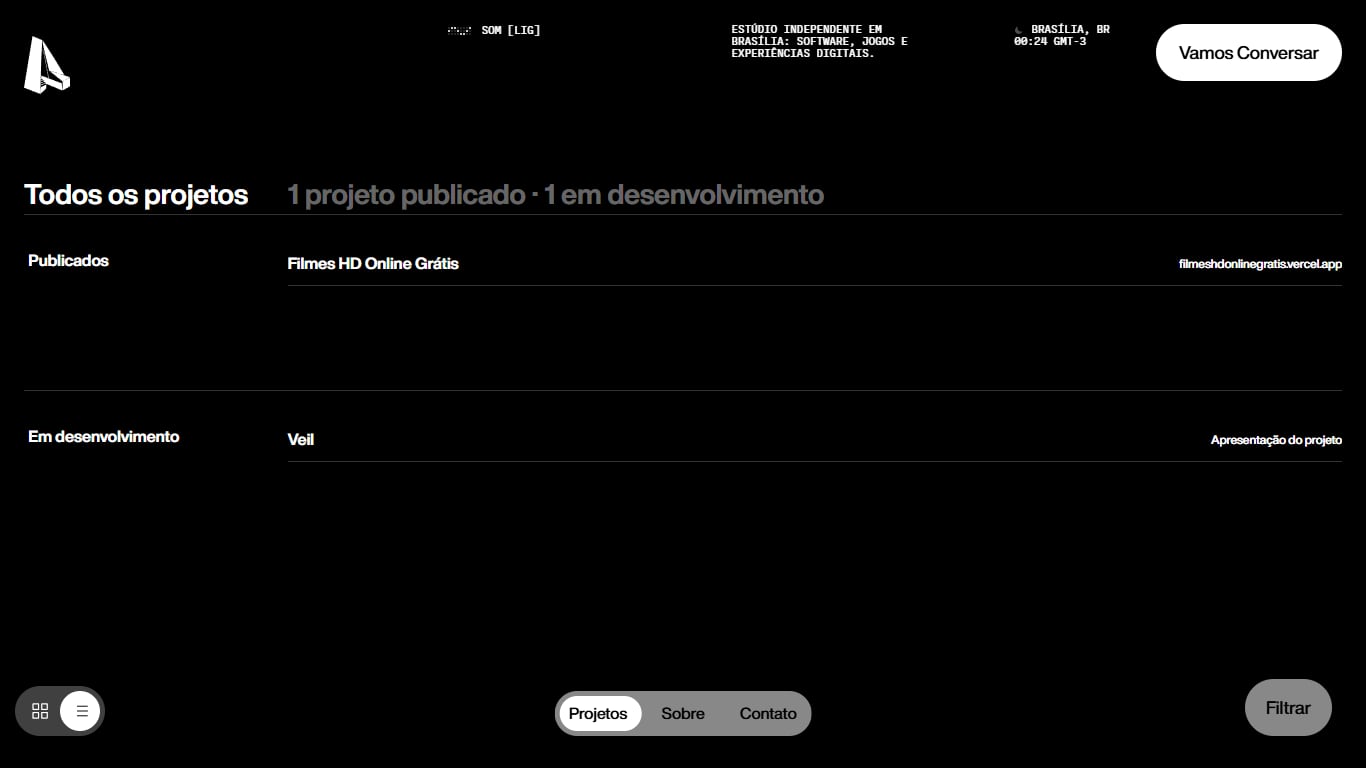 SOM [LIG]
ESTÚDIO INDEPENDENTE EM
BRASÍLIA: SOFTWARE, JOGOS E
EXPERIÊNCIAS DIGITAIS.
BRASÍLIA, BR
00:24 GMT-3
Vamos Conversar
Todos os projetos
1 projeto publicado · 1 em desenvolvimento
Publicados
Filmes HD Online Grátis
filmeshdonlinegratis.vercel.app
Em desenvolvimento
Veil
Apresentação do projeto
Projetos
Sobre
Contato
Filtrar